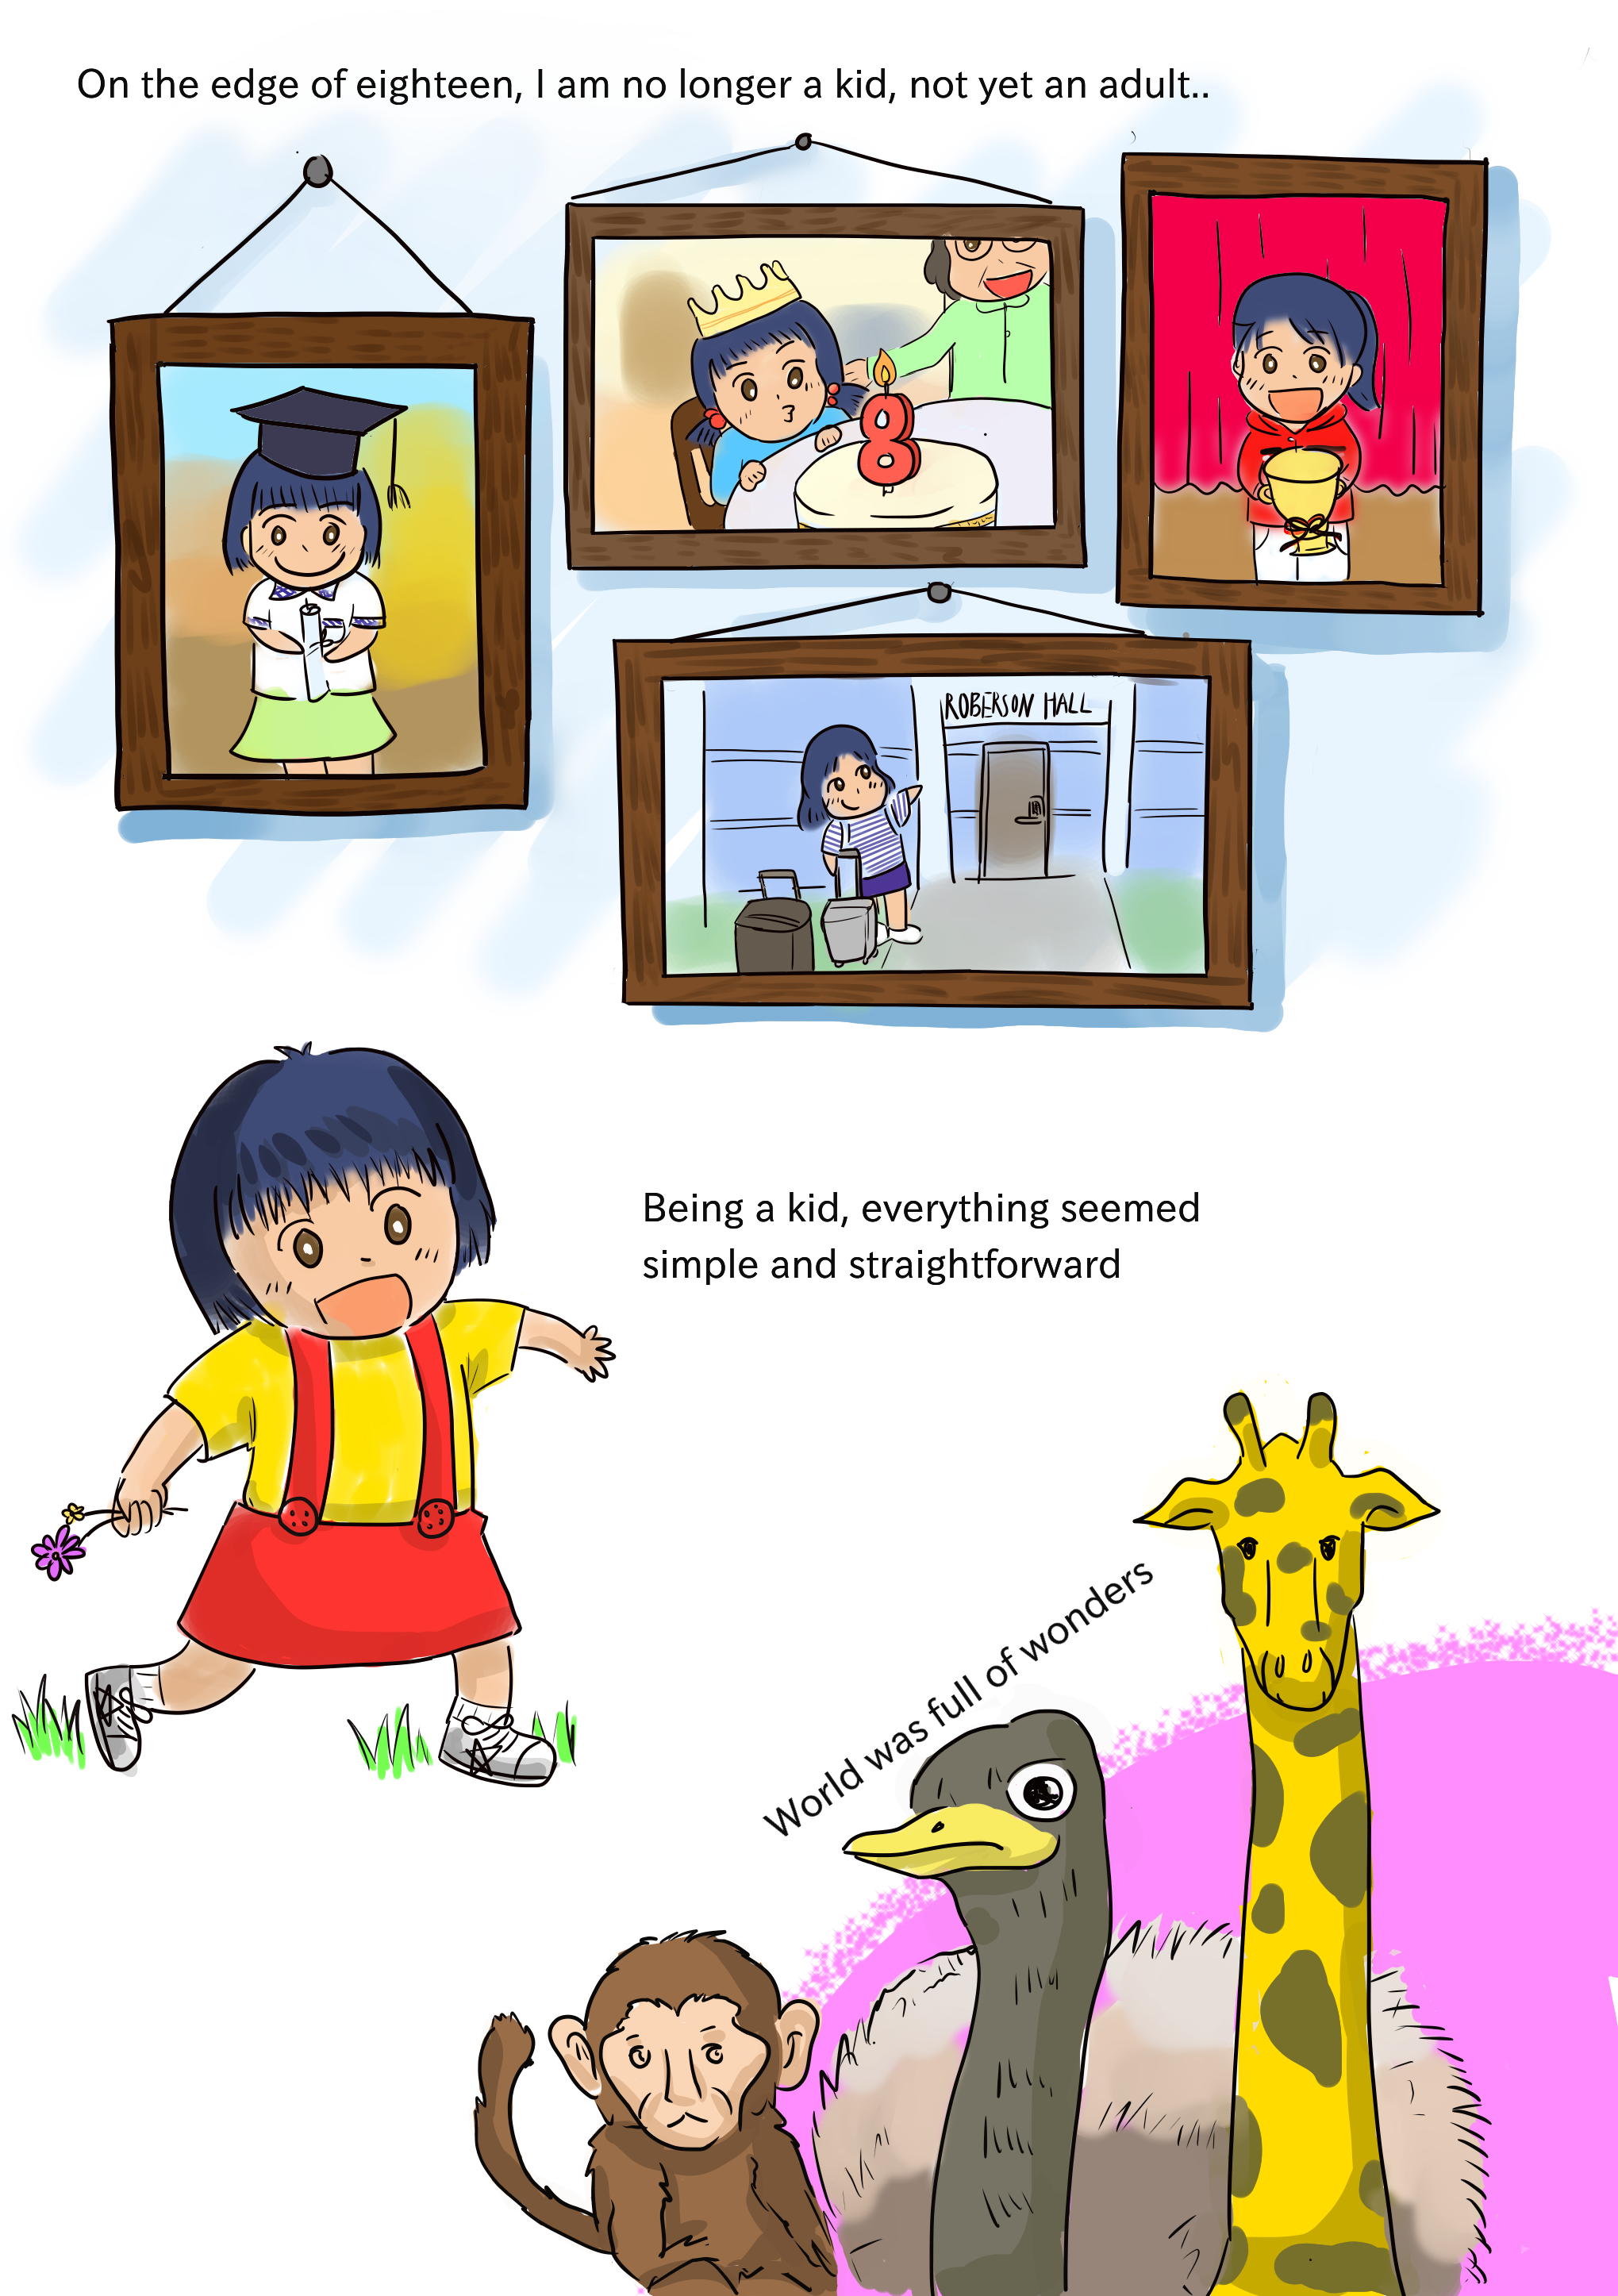 On the edge of eighteen, I am no longer a kid, not yet an adult..
8
ROBERSON HALL
Being a kid, everything seemed
simple and straightforward
World was full of wonders